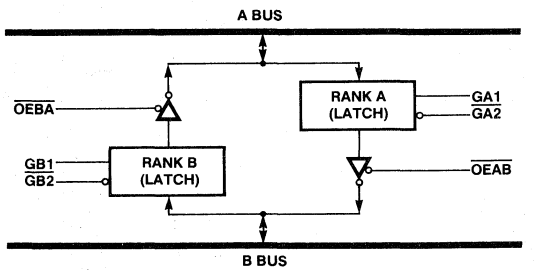 A BUS
OEBA
RANK A
(LATCH)
GA1
GA2
GB1
GB2
RANK B
(LATCH)
OEAB
B BUS